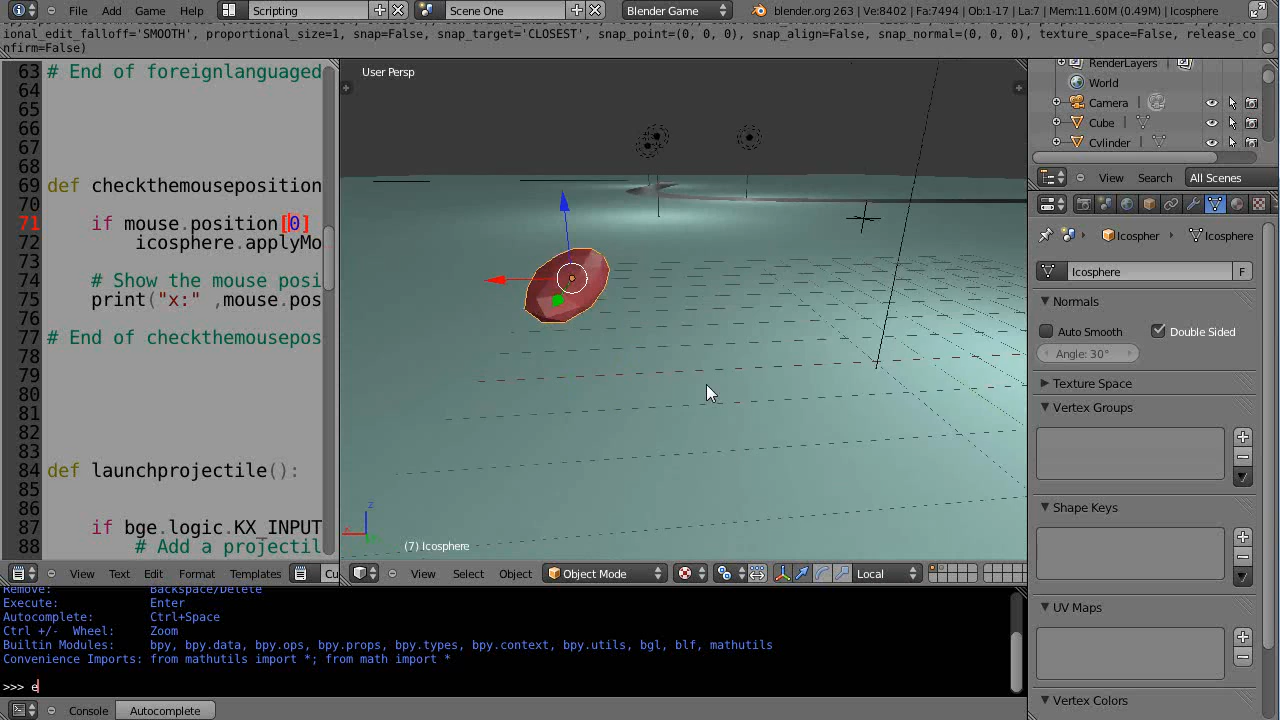 File Add Game Help Scripting Scene One Blender Game blender.org 263 | Ve:8402 | Fa:7494 | Ob:1-17 | La:7 | Mem:11.60M (0.49M) | Icosphere
ional_edit_falloff='SMOOTH', proportional_size=1, snap=False, snap_target='CLOSEST', snap_point=(0, 0, 0), snap_align=False, snap_normal=(0, 0, 0), texture_space=False, release_co
nfirm=False)
63 # End of foreignlanguaged
64
65
66
67
68
69 def checkthemouseposition
70
71 if mouse.position[0]
72 icosphere.applyMo
73
74 # Show the mouse posi
75 print("x:" ,mouse.pos
76
77 # End of checkthemousepos
78
79
80
81
82
83
84 def launchprojectile():
85
86
87 if bge.logic.KX_INPUT
88 # Add a projectil
View Text Edit Format Templates Cu
User Persp
z
x
(7) Icosphere
View Select Object Object Mode Local
Remove: Backspace/Delete
Execute: Enter
Autocomplete: Ctrl+Space
Ctrl +/- Wheel: Zoom
Builtin Modules: bpy, bpy.data, bpy.ops, bpy.props, bpy.types, bpy.context, bpy.utils, bgl, blf, mathutils
Convenience Imports: from mathutils import *; from math import *
>>> e
Console Autocomplete
RenderLayers
World
Camera
Cube
Cylinder
View Search All Scenes
Icospher Icosphere
Icosphere F
Normals
Auto Smooth Double Sided
Angle: 30°
Texture Space
Vertex Groups
Shape Keys
UV Maps
Vertex Colors